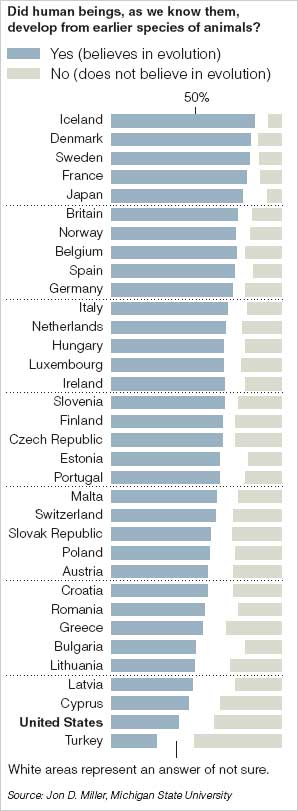 Did human beings, as we know them,
develop from earlier species of animals?
Yes (believes in evolution)
No (does not believe in evolution)
50%
Iceland
Denmark
Sweden
France
Japan
Britain
Norway
Belgium
Spain
Germany
Italy
Netherlands
Hungary
Luxembourg
Ireland
Slovenia
Finland
Czech Republic
Estonia
Portugal
Malta
Switzerland
Slovak Republic
Poland
Austria
Croatia
Romania
Greece
Bulgaria
Lithuania
Latvia
Cyprus
United States
Turkey
White areas represent an answer of not sure.
Source: Jon D. Miller, Michigan State University